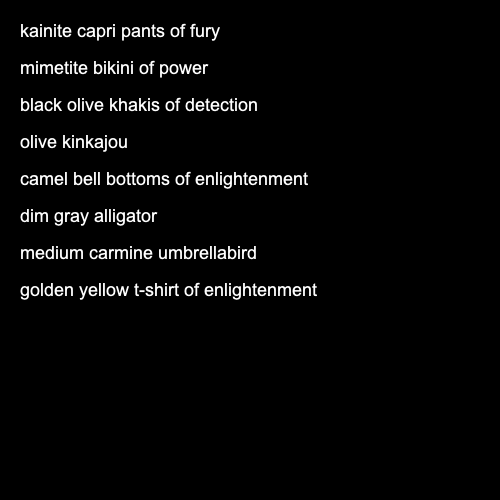 kainite capri pants of fury
mimetite bikini of power
black olive khakis of detection
olive kinkajou
camel bell bottoms of enlightenment
dim gray alligator
medium carmine umbrellabird
golden yellow t-shirt of enlightenment